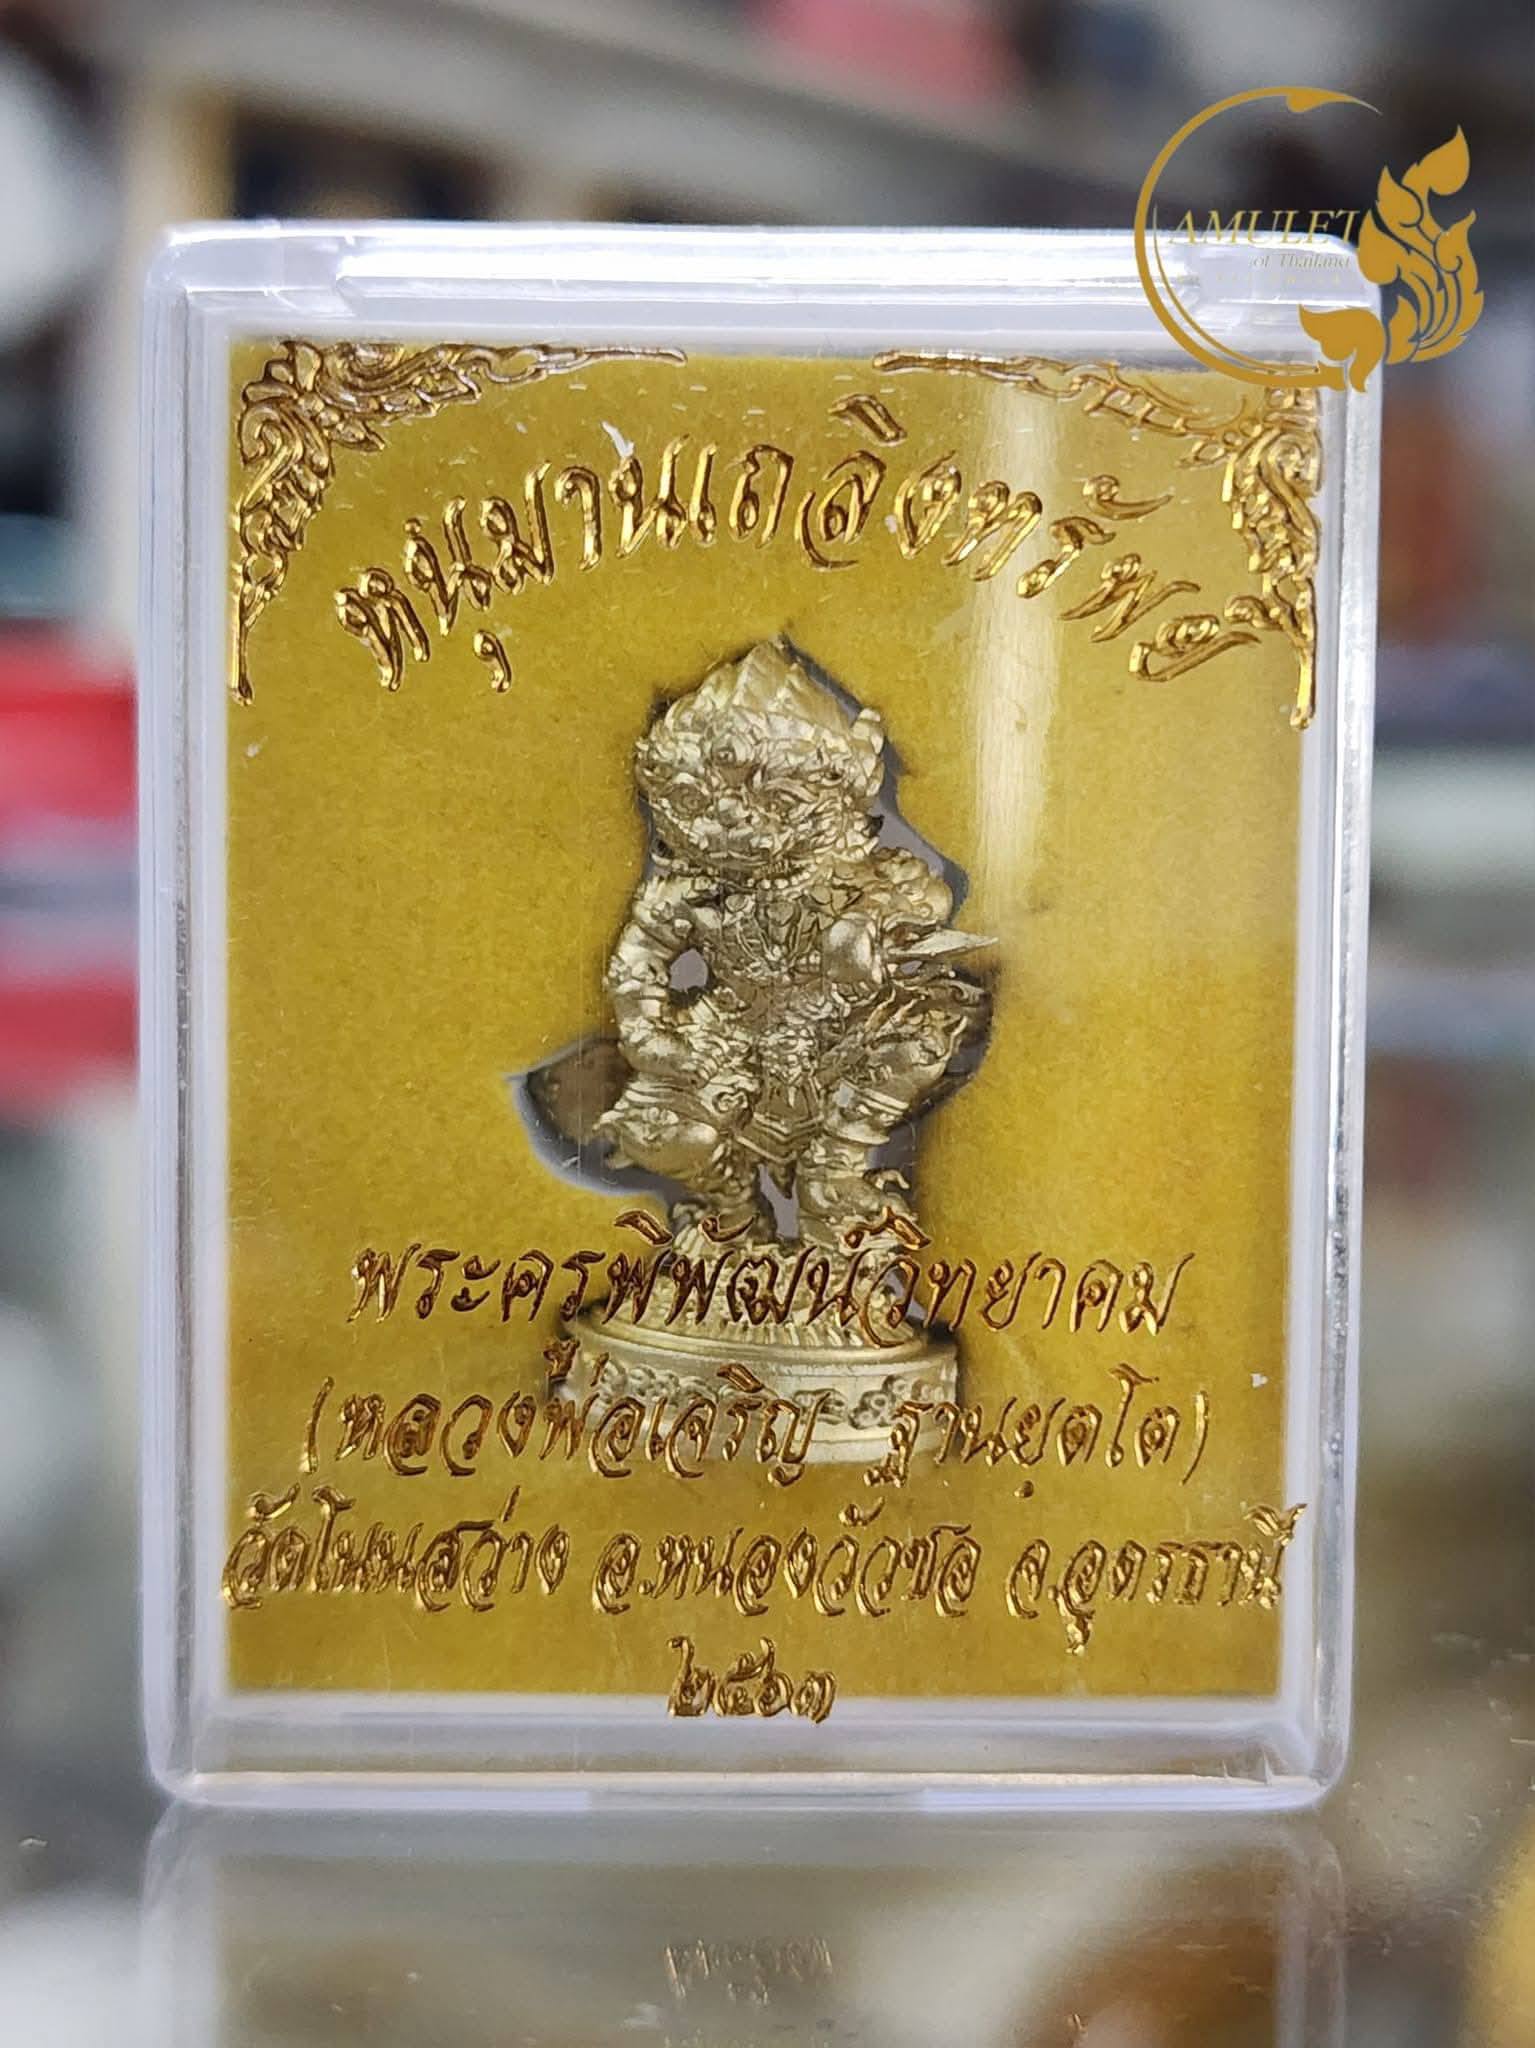 AMULET
of Thailand
หนุมานเถลิงทรัพย์
พระครูพิพัฒน์วิทยาคม
(หลวงพ่อเจริญ ฐานยุตโต)
วัดโนนสว่าง อ.หนองวัวซอ จ.อุดรธานี
๒๕๖๓